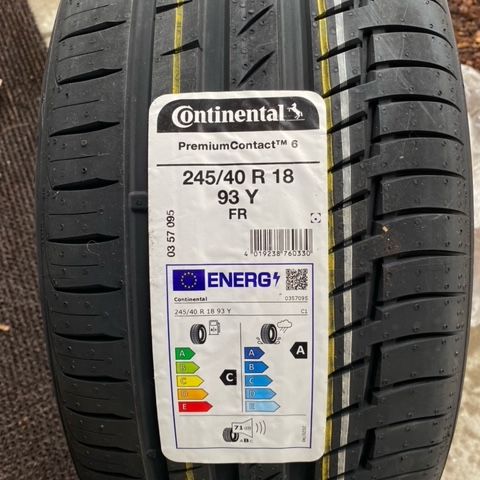 Continental
PremiumContact™ 6
245/40 R 18
93 Y
FR
03 57 095
4 019238 760330
ENERG
Continental 0357095
245/40 R 18 93 Y C1
A A
B B
C C
D D
E E
C
A
71 dB
A B C